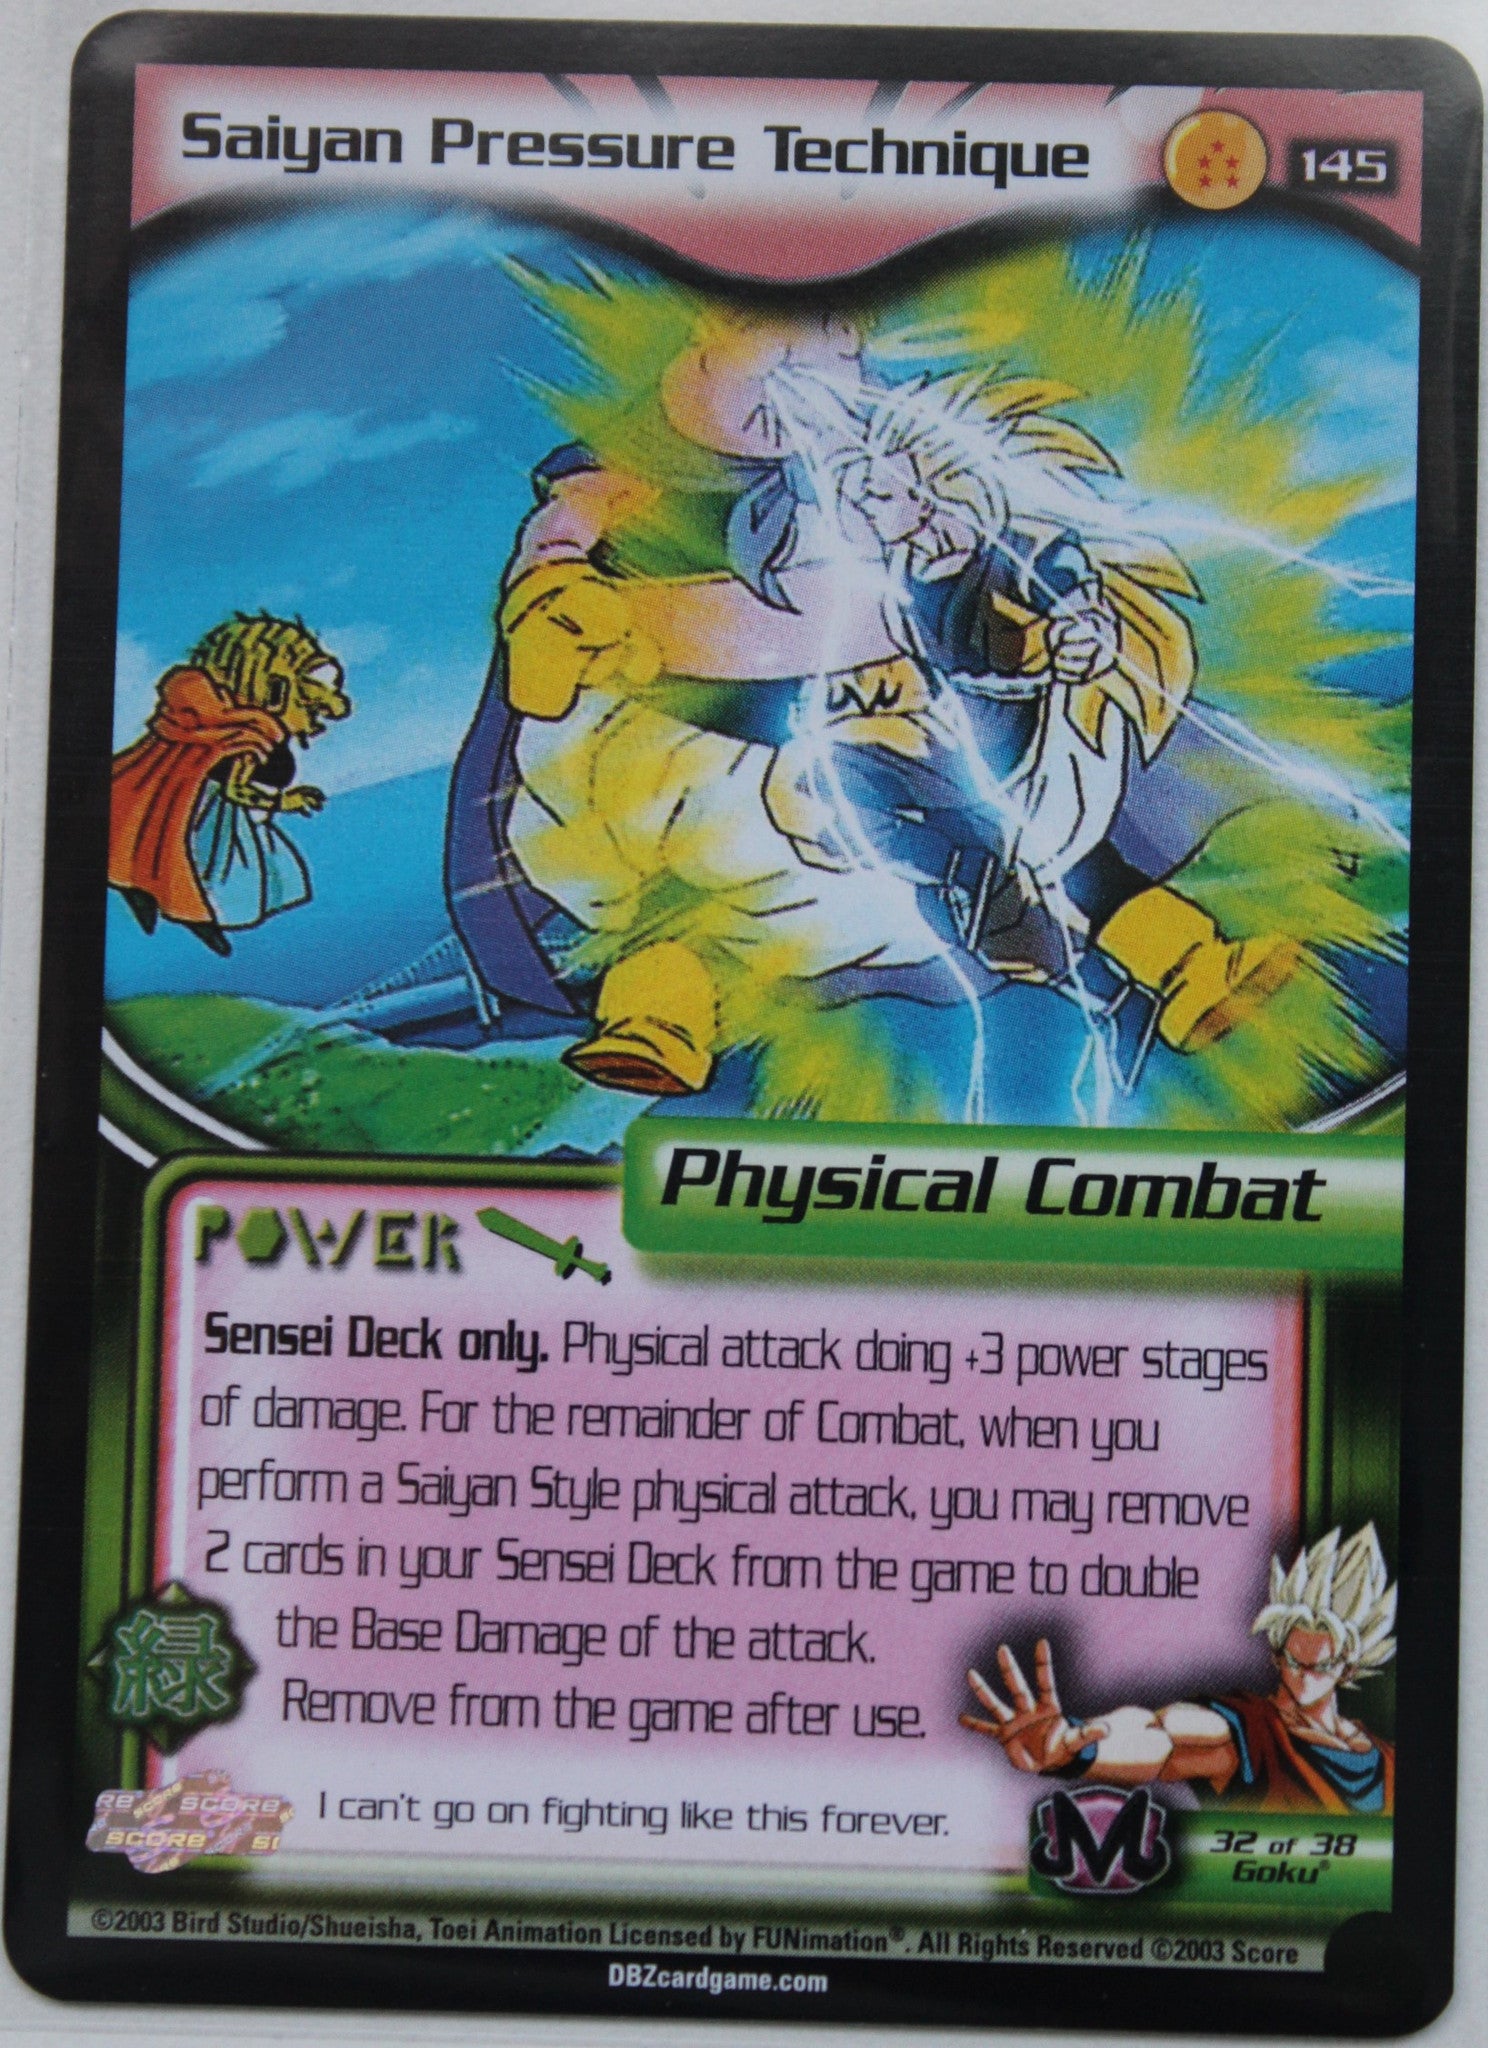 Saiyan Pressure Technique
145
Physical Combat
POWER
Sensei Deck only. Physical attack doing +3 power stages
of damage. For the remainder of Combat, when you
perform a Saiyan Style physical attack, you may remove
2 cards in your Sensei Deck from the game to double
the Base Damage of the attack.
Remove from the game after use.
緑
I can't go on fighting like this forever.
SCORE
SCORE
M
32 of 38
Goku®
©2003 Bird Studio/Shueisha, Toei Animation Licensed by FUNimation®. All Rights Reserved ©2003 Score
DBZcardgame.com